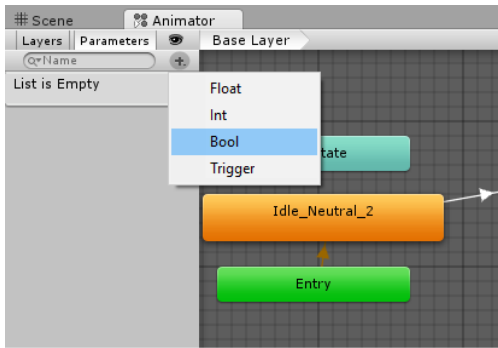 Scene Animator
Layers Parameters Base Layer
Name
List is Empty
Float
Int
Bool
Trigger
tate
Idle_Neutral_2
Entry